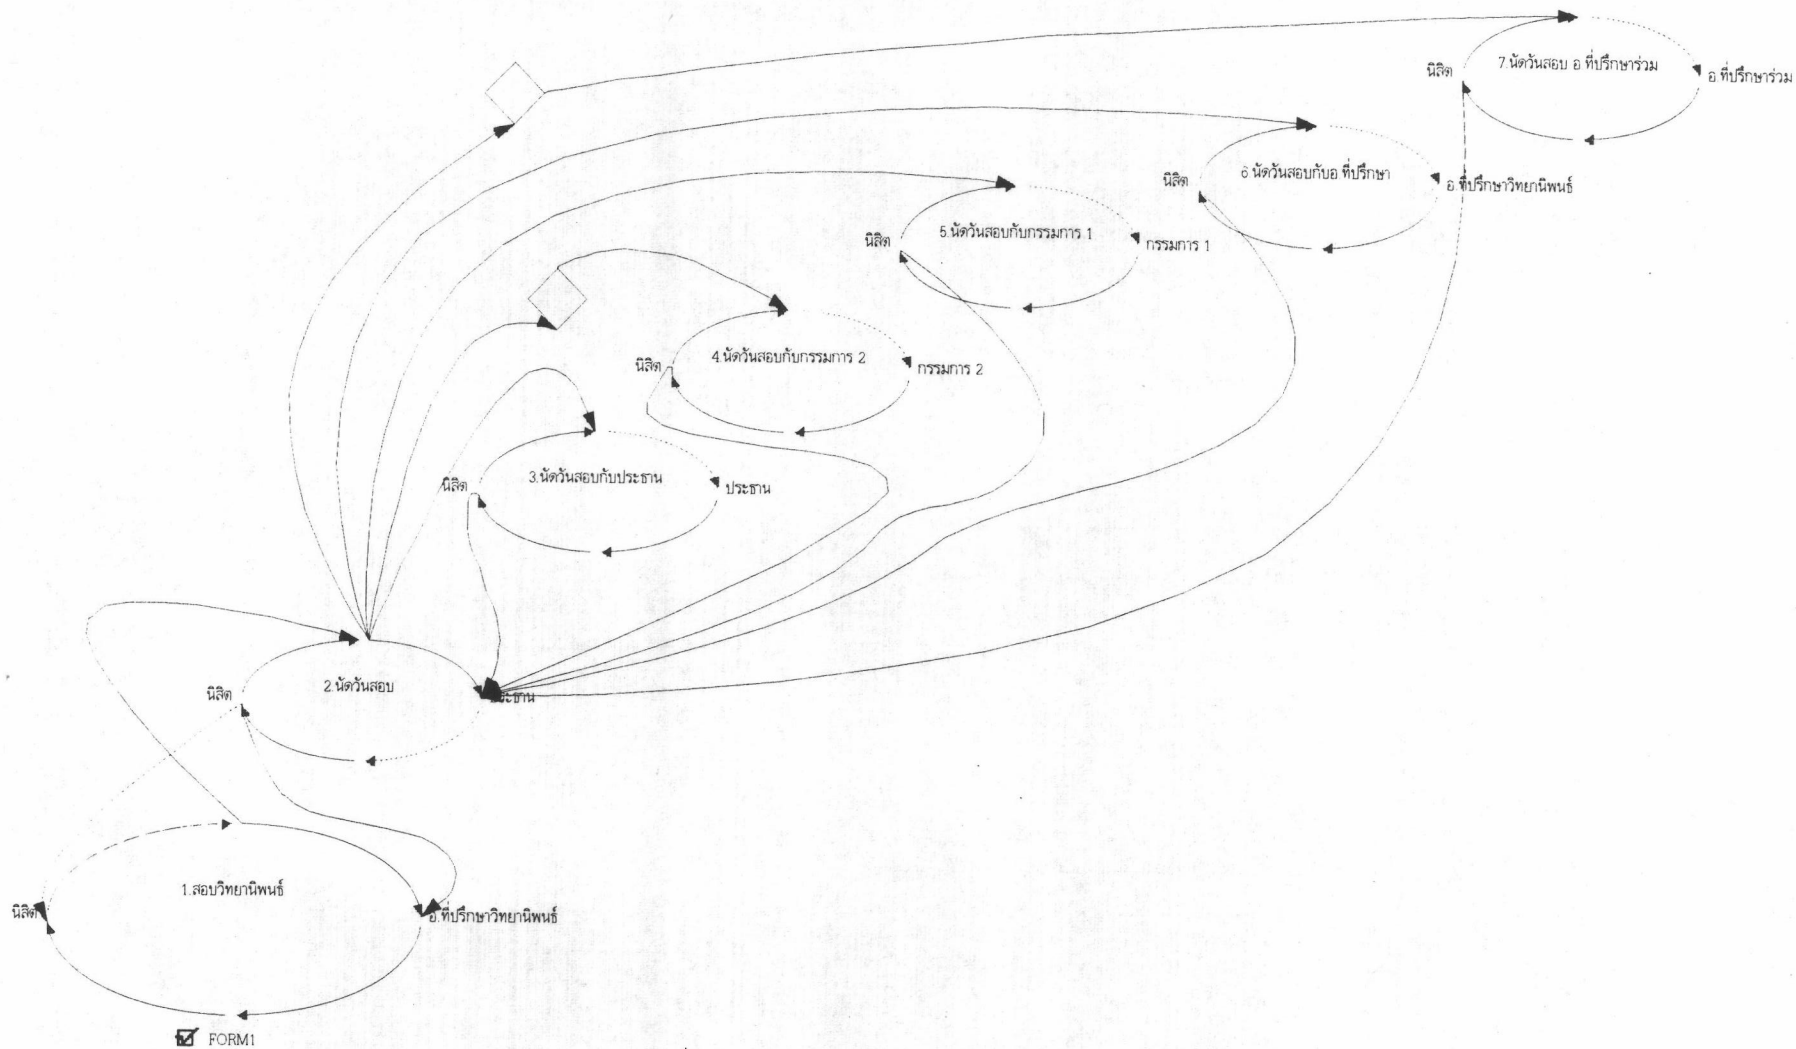 7.นัดวันสอบ อ ที่ปรึกษาร่วม
นิสิต
อ.ที่ปรึกษาร่วม
6 นัดวันสอบกับอ ที่ปรึกษา
นิสิต
อ.ที่ปรึกษาวิทยานิพนธ์
5.นัดวันสอบกับกรรมการ 1
นิสิต
กรรมการ 1
4.นัดวันสอบกับกรรมการ 2
นิสิต
กรรมการ 2
3.นัดวันสอบกับประธาน
นิสิต
ประธาน
2.นัดวันสอบ
นิสิต
ประธาน
1.สอบวิทยานิพนธ์
นิสิต
อ.ที่ปรึกษาวิทยานิพนธ์
FORM1